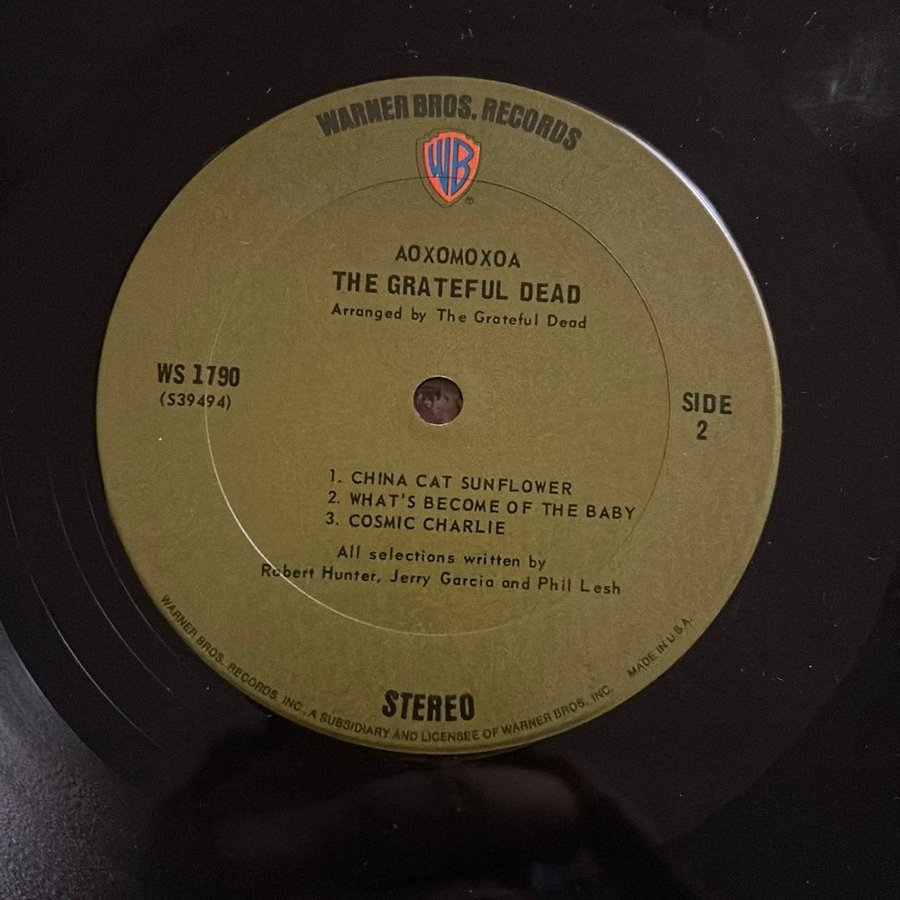 WARNER BROS. RECORDS
WB
®
AOXOMOXOA
THE GRATEFUL DEAD
Arranged by The Grateful Dead
WS 1790
(S39494)
SIDE
2
1. CHINA CAT SUNFLOWER
2. WHAT'S BECOME OF THE BABY
3. COSMIC CHARLIE
All selections written by
Robert Hunter, Jerry Garcia and Phil Lesh
STEREO
WARNER BROS. RECORDS INC., A SUBSIDIARY AND LICENSEE OF WARNER BROS. INC. MADE IN U.S.A.